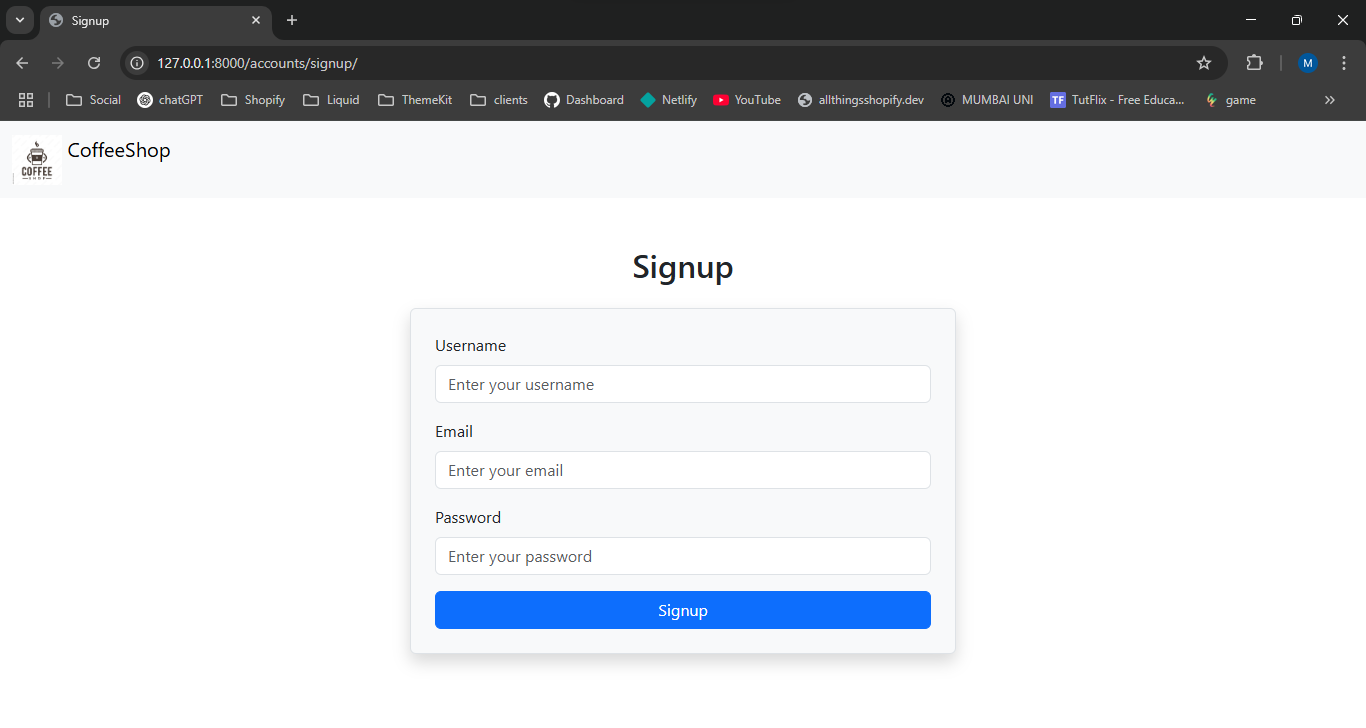 Signup
127.0.0.1:8000/accounts/signup/
M
Social chatGPT Shopify Liquid ThemeKit clients Dashboard Netlify YouTube allthingsshopify.dev MUMBAI UNI TF TutFlix - Free Educa... game
COFFEE
SHOP
CoffeeShop
Signup
Username
Enter your username
Email
Enter your email
Password
Enter your password
Signup